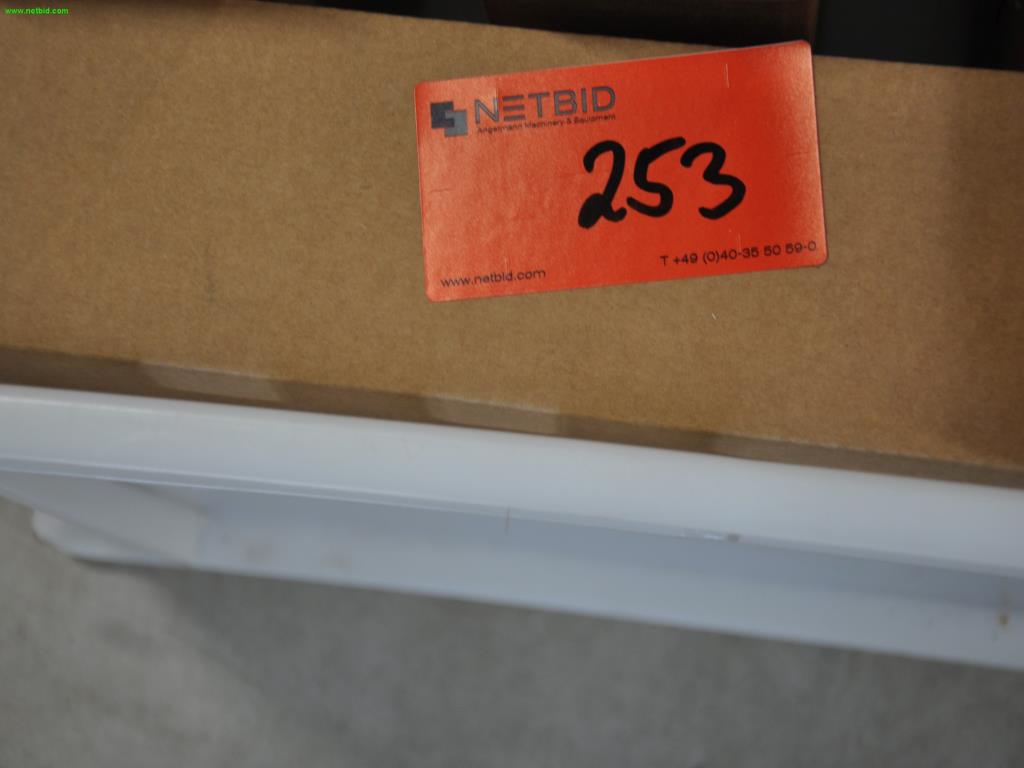 www.netbid.com
NETBID
Angermann Machinery & Equipment
253
T +49 (0)40-35 50 59-0
www.netbid.com